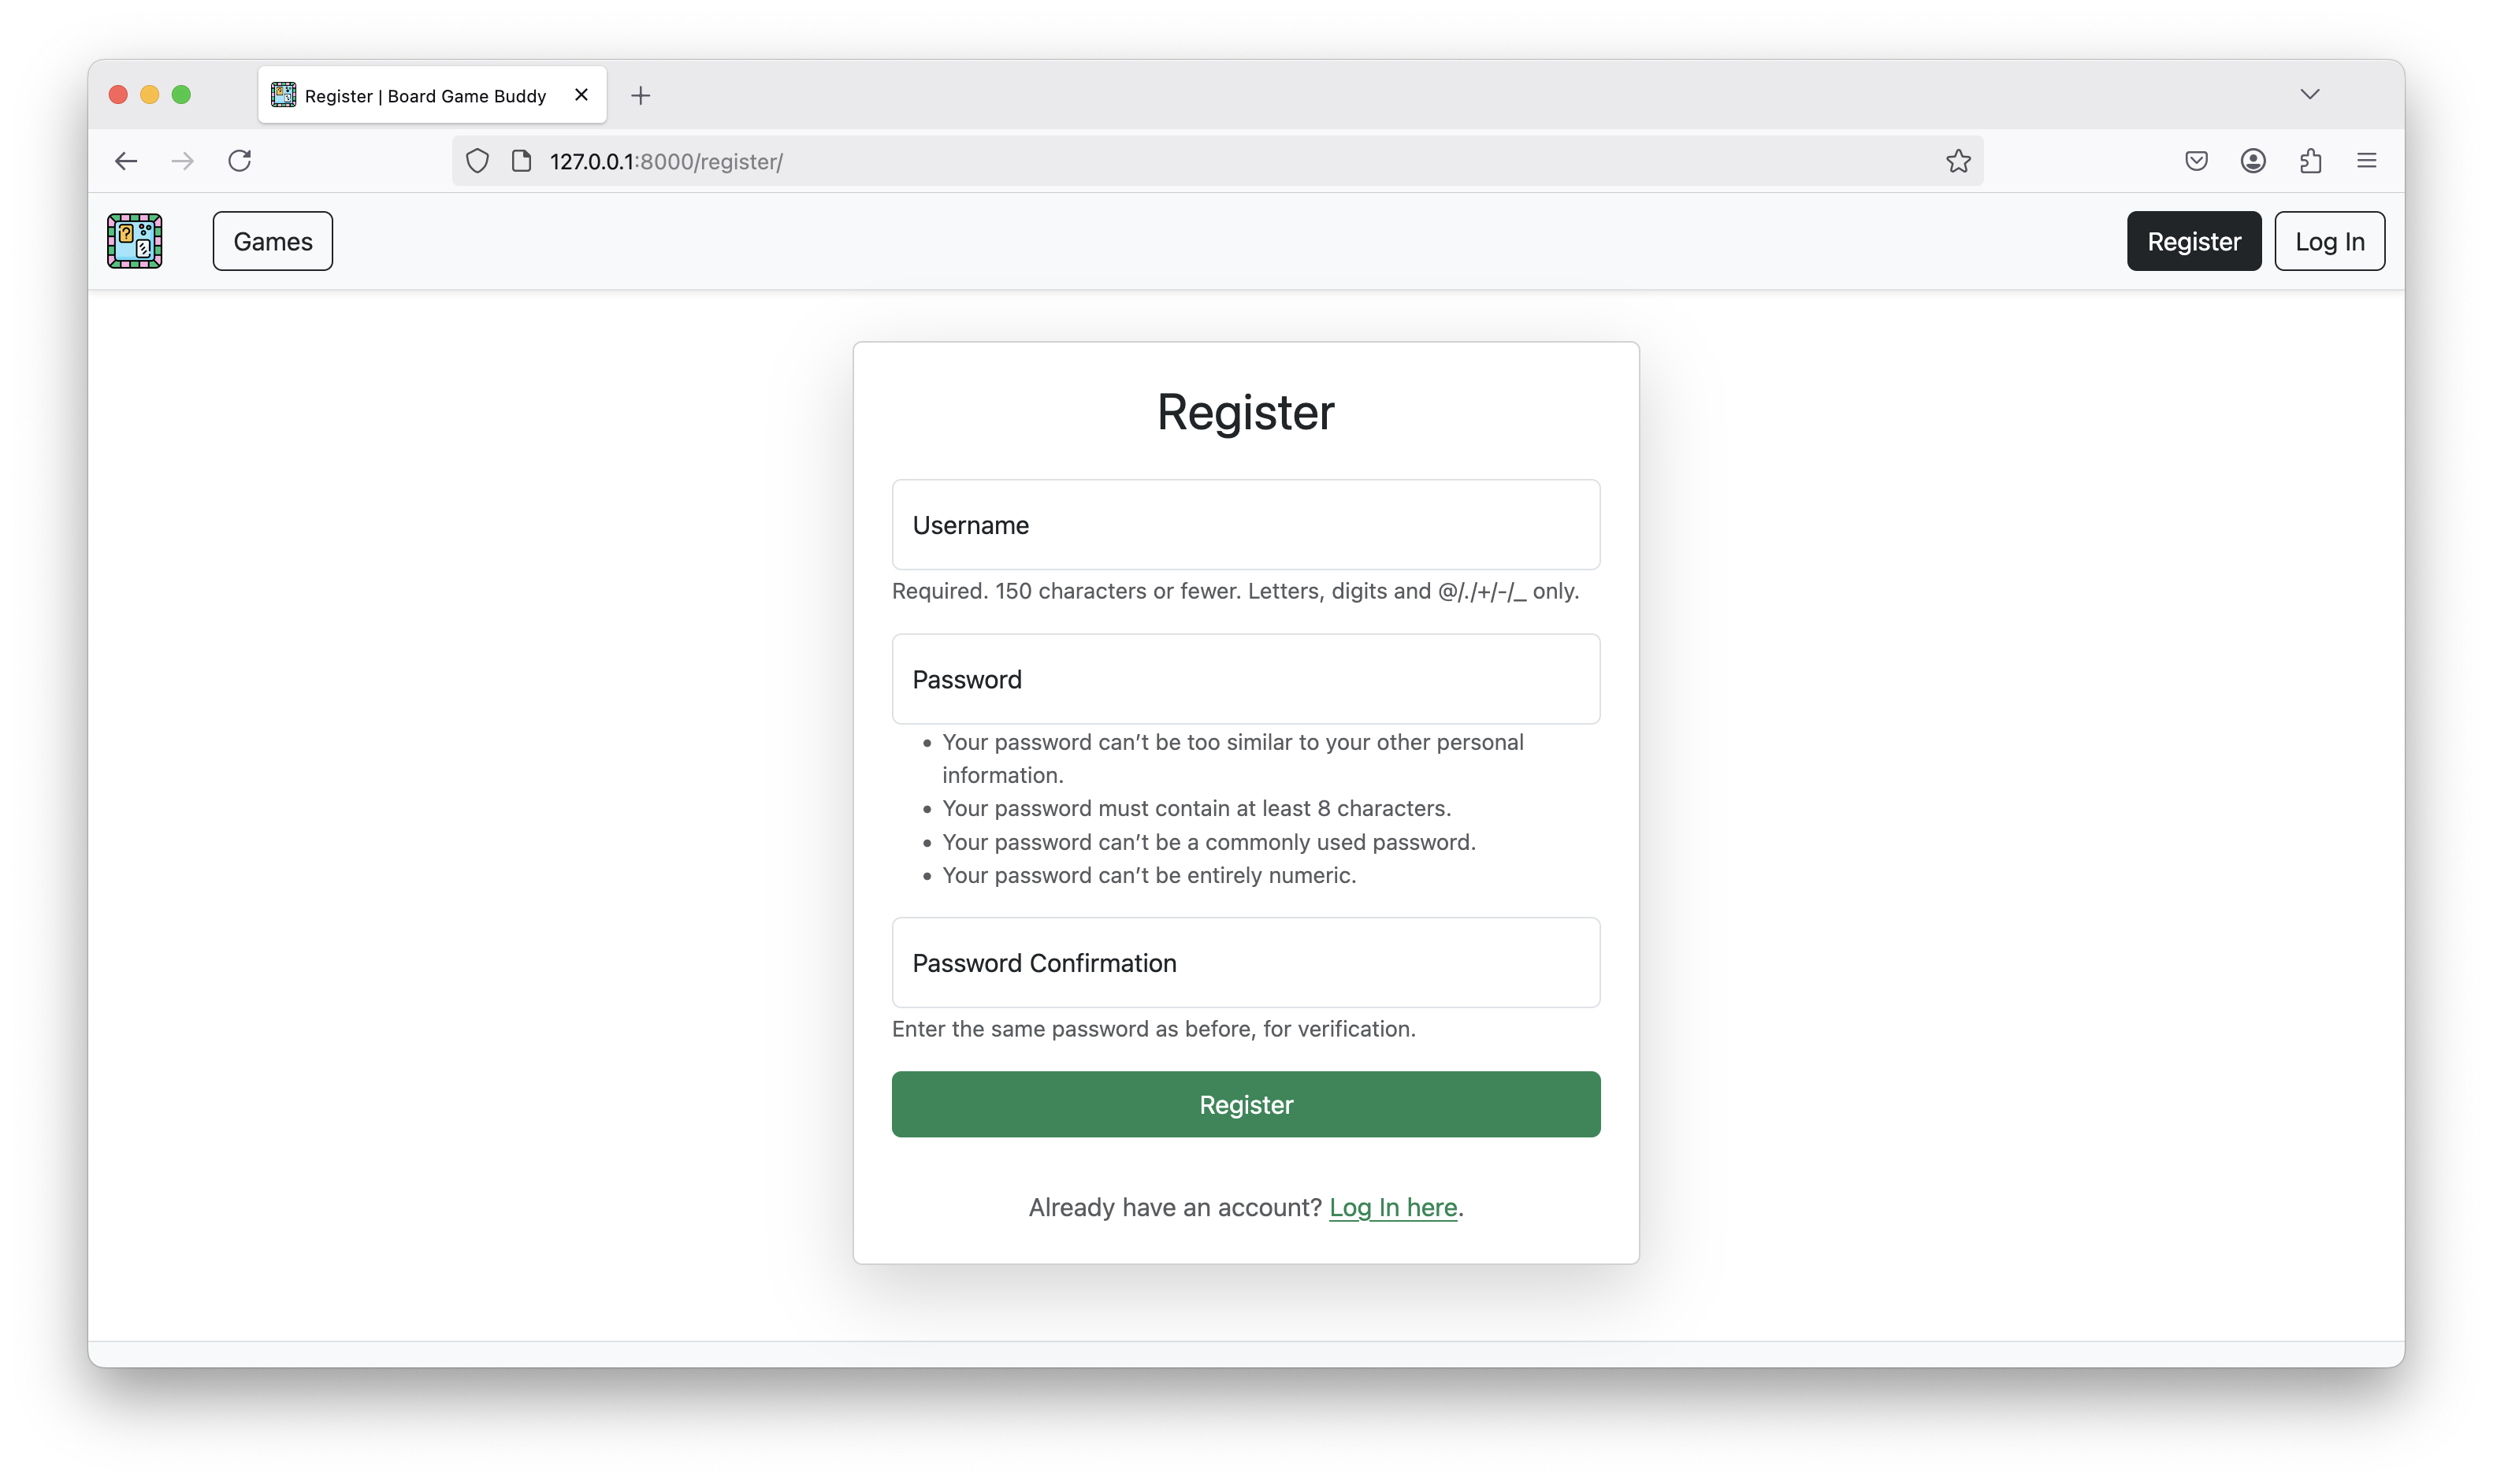 Register | Board Game Buddy
127.0.0.1:8000/register/
Games
Register
Log In
Register
Username
Required. 150 characters or fewer. Letters, digits and @/./+/-/_ only.
Password
• Your password can’t be too similar to your other personal
information.
• Your password must contain at least 8 characters.
• Your password can’t be a commonly used password.
• Your password can’t be entirely numeric.
Password Confirmation
Enter the same password as before, for verification.
Register
Already have an account? Log In here.